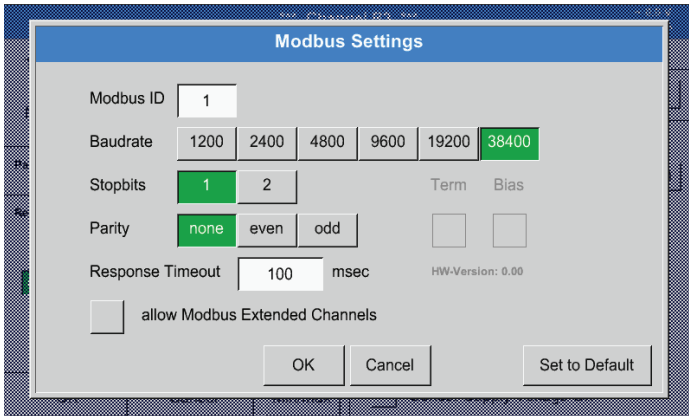 *** Channel B3 ***
Modbus Settings
Modbus ID 1
Baudrate 1200 2400 4800 9600 19200 38400
Stopbits 1 2 Term Bias
Parity none even odd
Response Timeout 100 msec HW-Version: 0.00
allow Modbus Extended Channels
OK Cancel Set to Default